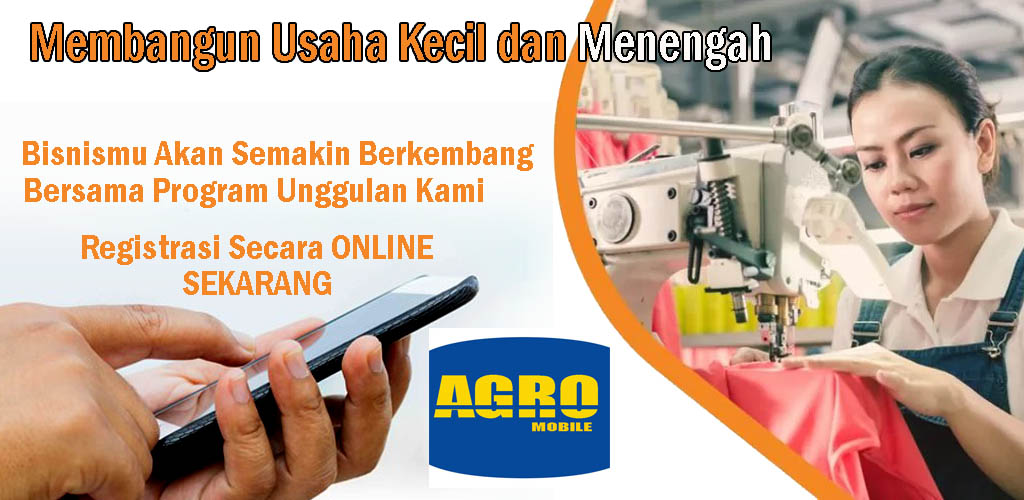 Membangun Usaha Kecil dan Menengah
Bisnismu Akan Semakin Berkembang
Bersama Program Unggulan Kami
Registrasi Secara ONLINE
SEKARANG
AGRO
MOBILE